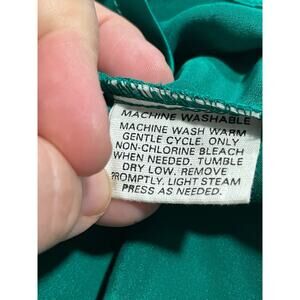 MACHINE WASHABLE
MACHINE WASH WARM
GENTLE CYCLE. ONLY
NON-CHLORINE BLEACH
WHEN NEEDED. TUMBLE
DRY LOW. REMOVE
PROMPTLY. LIGHT STEAM
PRESS AS NEEDED.